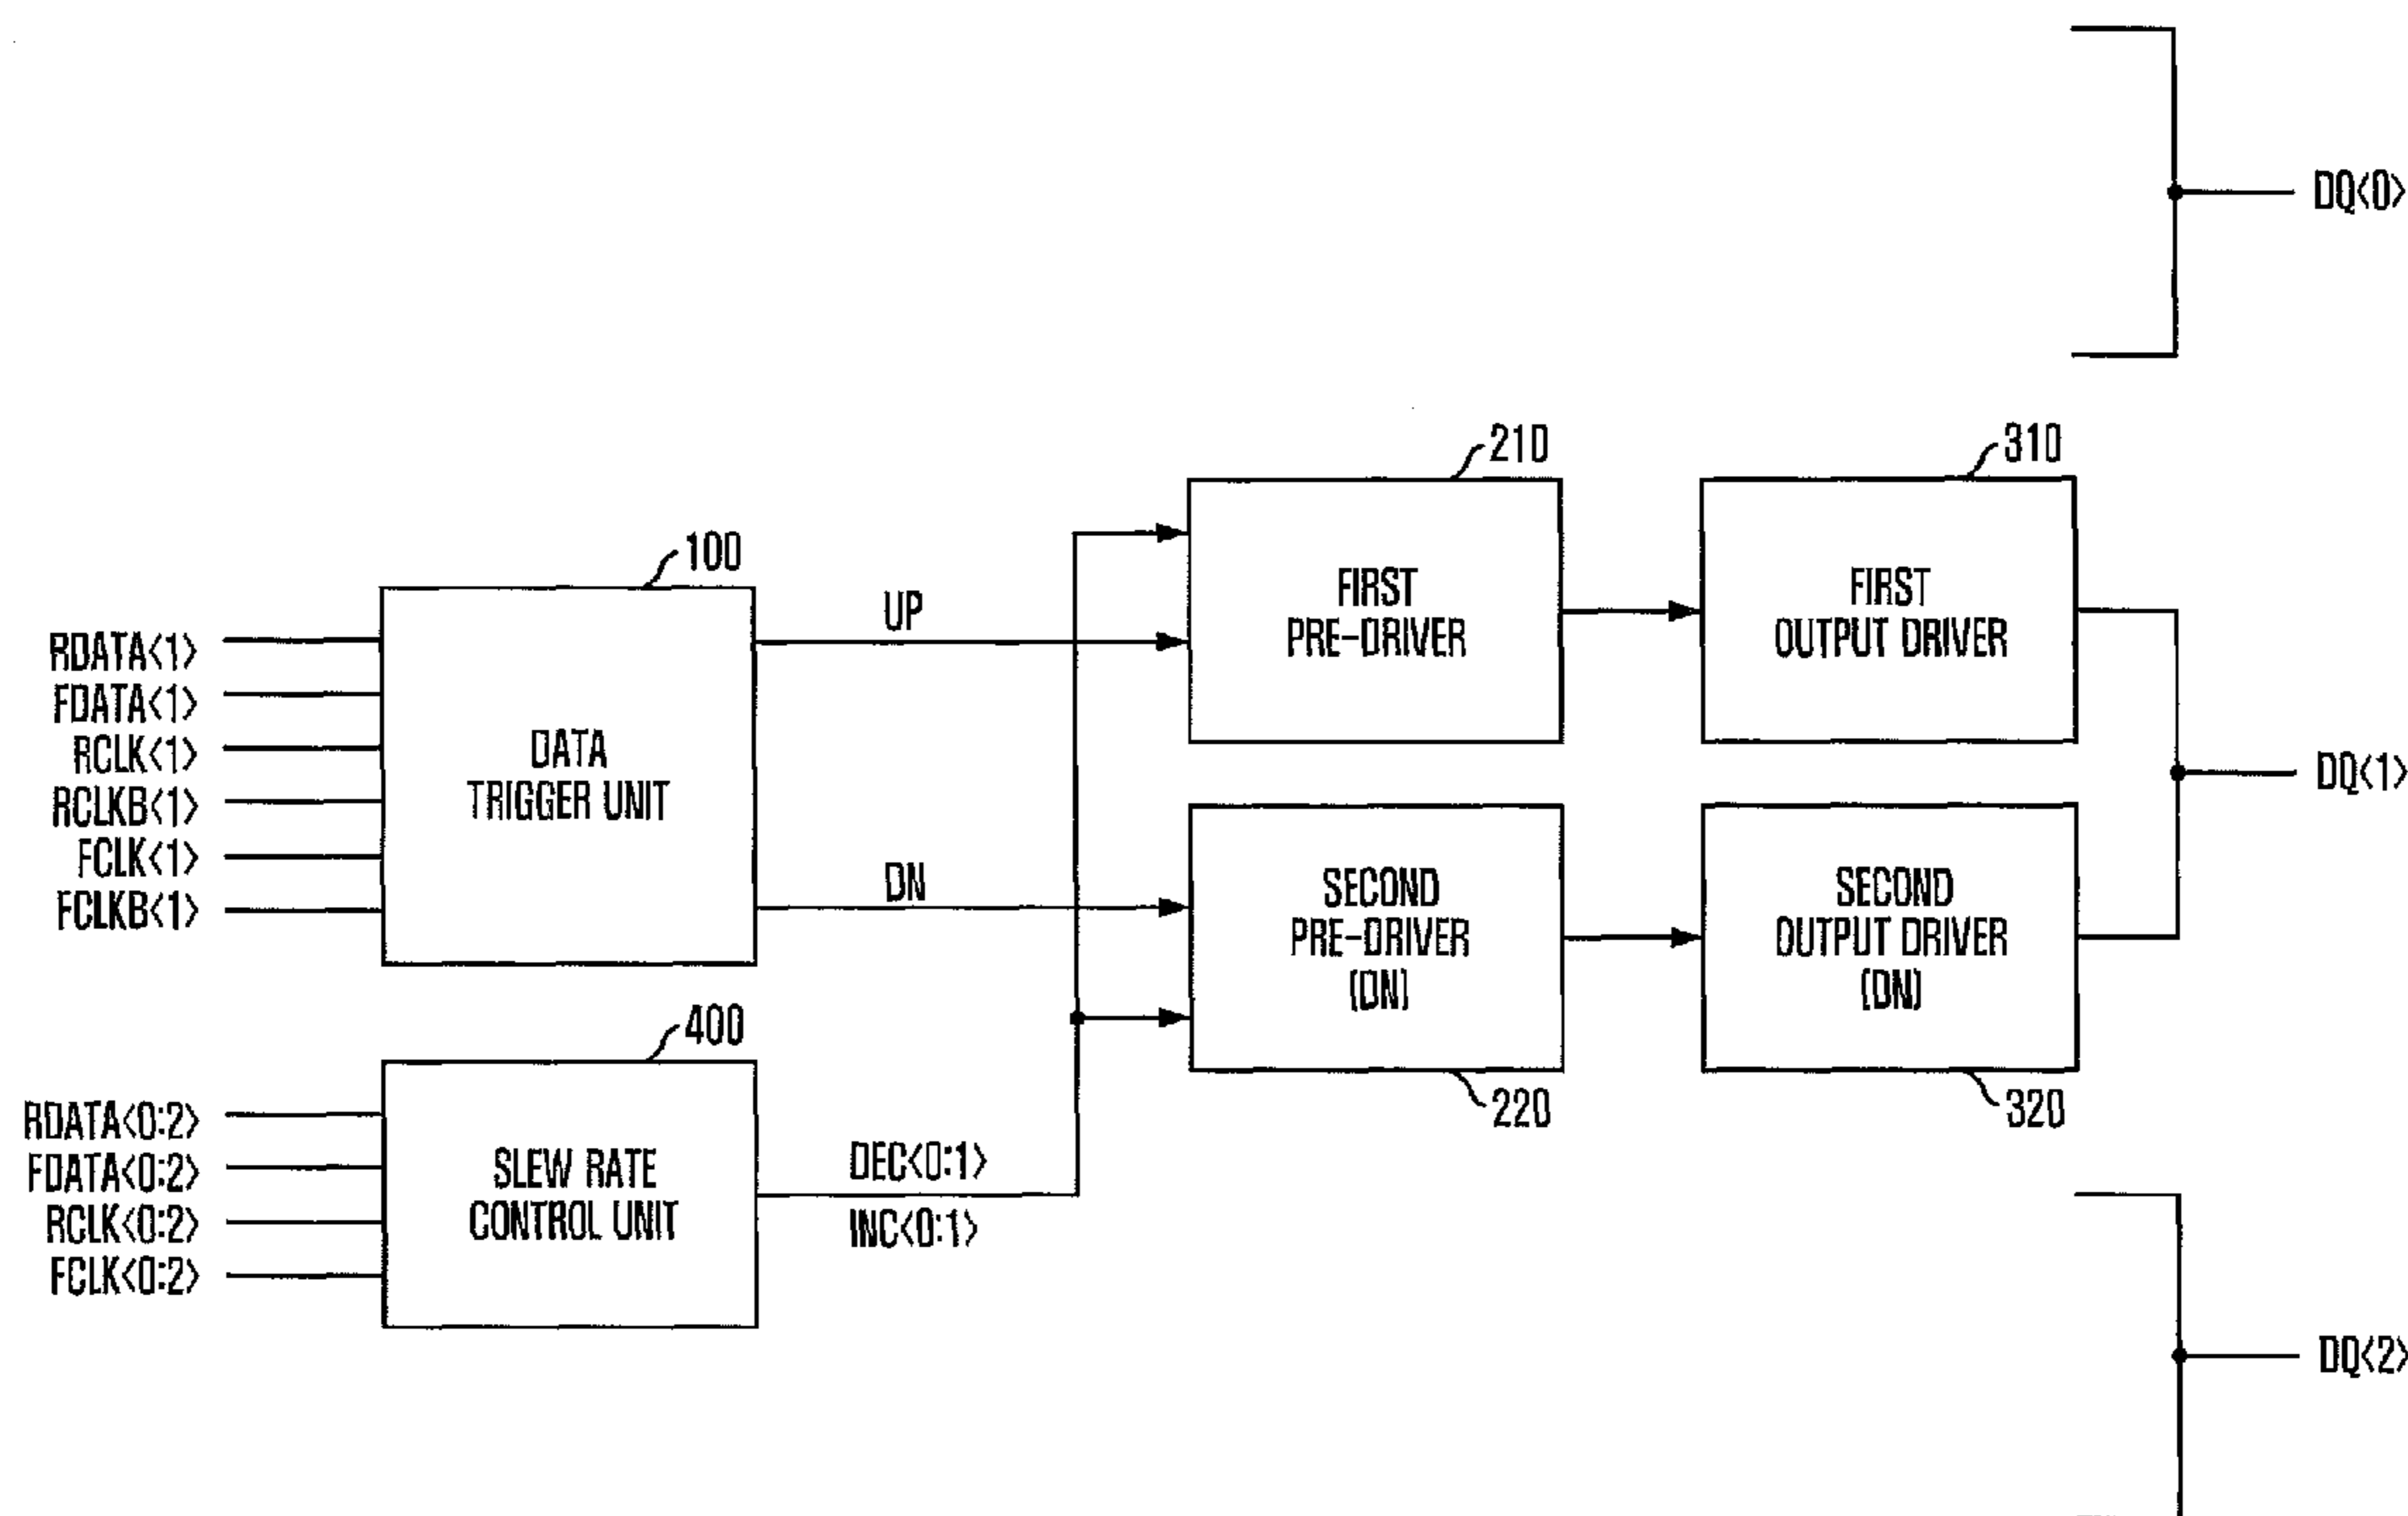 DQ<0>
210
310
100
FIRST
PRE-DRIVER
FIRST
OUTPUT DRIVER
UP
RDATA<1>
FDATA<1>
RCLK<1>
RCLKB<1>
FCLK<1>
FCLKB<1>
DATA
TRIGGER UNIT
DQ<1>
DN
SECOND
PRE-DRIVER
(DN)
SECOND
OUTPUT DRIVER
(DN)
400
220
320
RDATA<0:2>
FDATA<0:2>
RCLK<0:2>
FCLK<0:2>
SLEW RATE
CONTROL UNIT
DEC<0:1>
INC<0:1>
DQ<2>